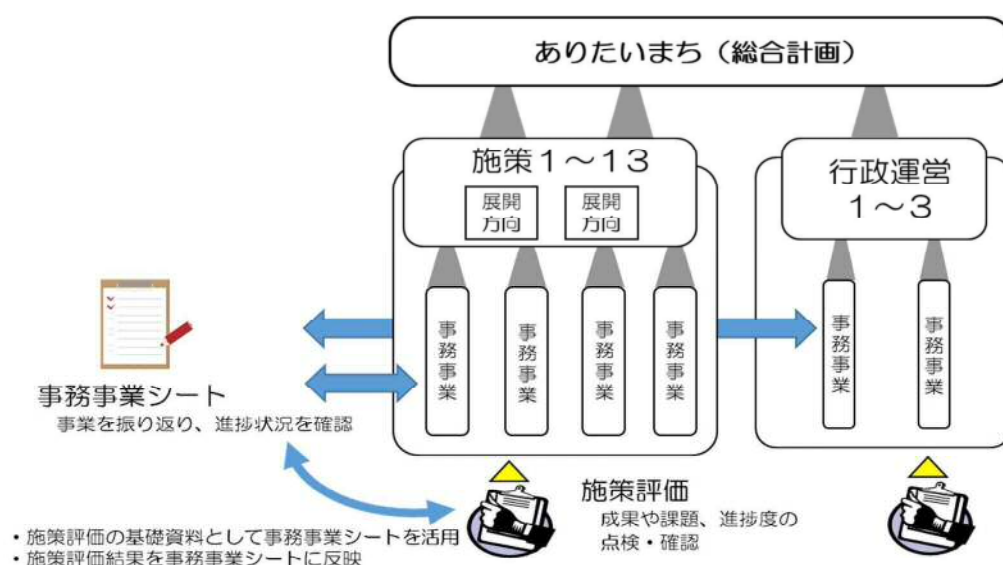 ありたいまち（総合計画）
施策１～１３
展開
方向
展開
方向
行政運営
１～３
事務事業
事務事業
事務事業
事務事業
事務事業
事務事業
事務事業シート
事業を振り返り、進捗状況を確認
施策評価
成果や課題、進捗度の
点検・確認
・施策評価の基礎資料として事務事業シートを活用
・施策評価結果を事務事業シートに反映